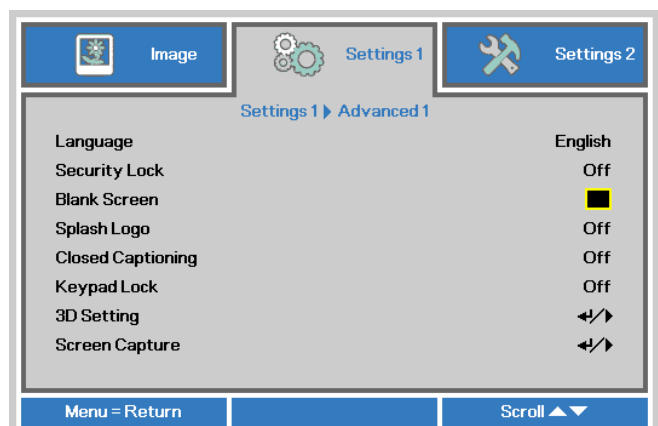 Image
Settings 1
Settings 2
Settings 1 Advanced 1
Language English
Security Lock Off
Blank Screen
Splash Logo Off
Closed Captioning Off
Keypad Lock Off
3D Setting
Screen Capture
Menu = Return
Scroll